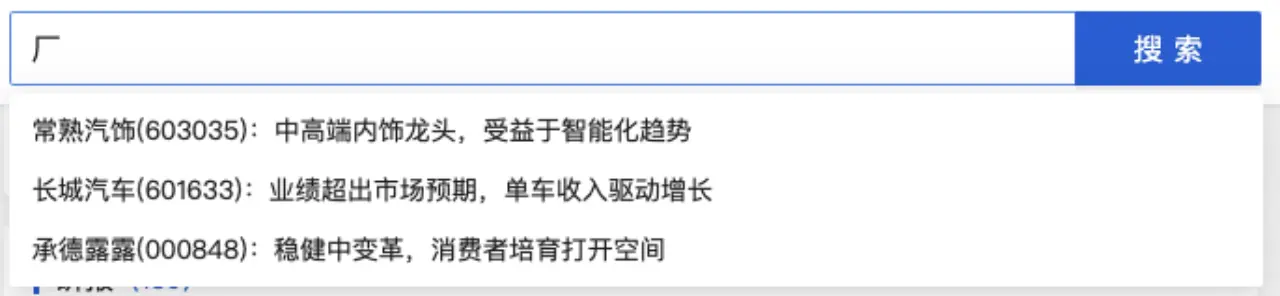 厂
搜 索
常熟汽饰(603035)：中高端内饰龙头，受益于智能化趋势
长城汽车(601633)：业绩超出市场预期，单车收入驱动增长
承德露露(000848)：稳健中变革，消费者培育打开空间